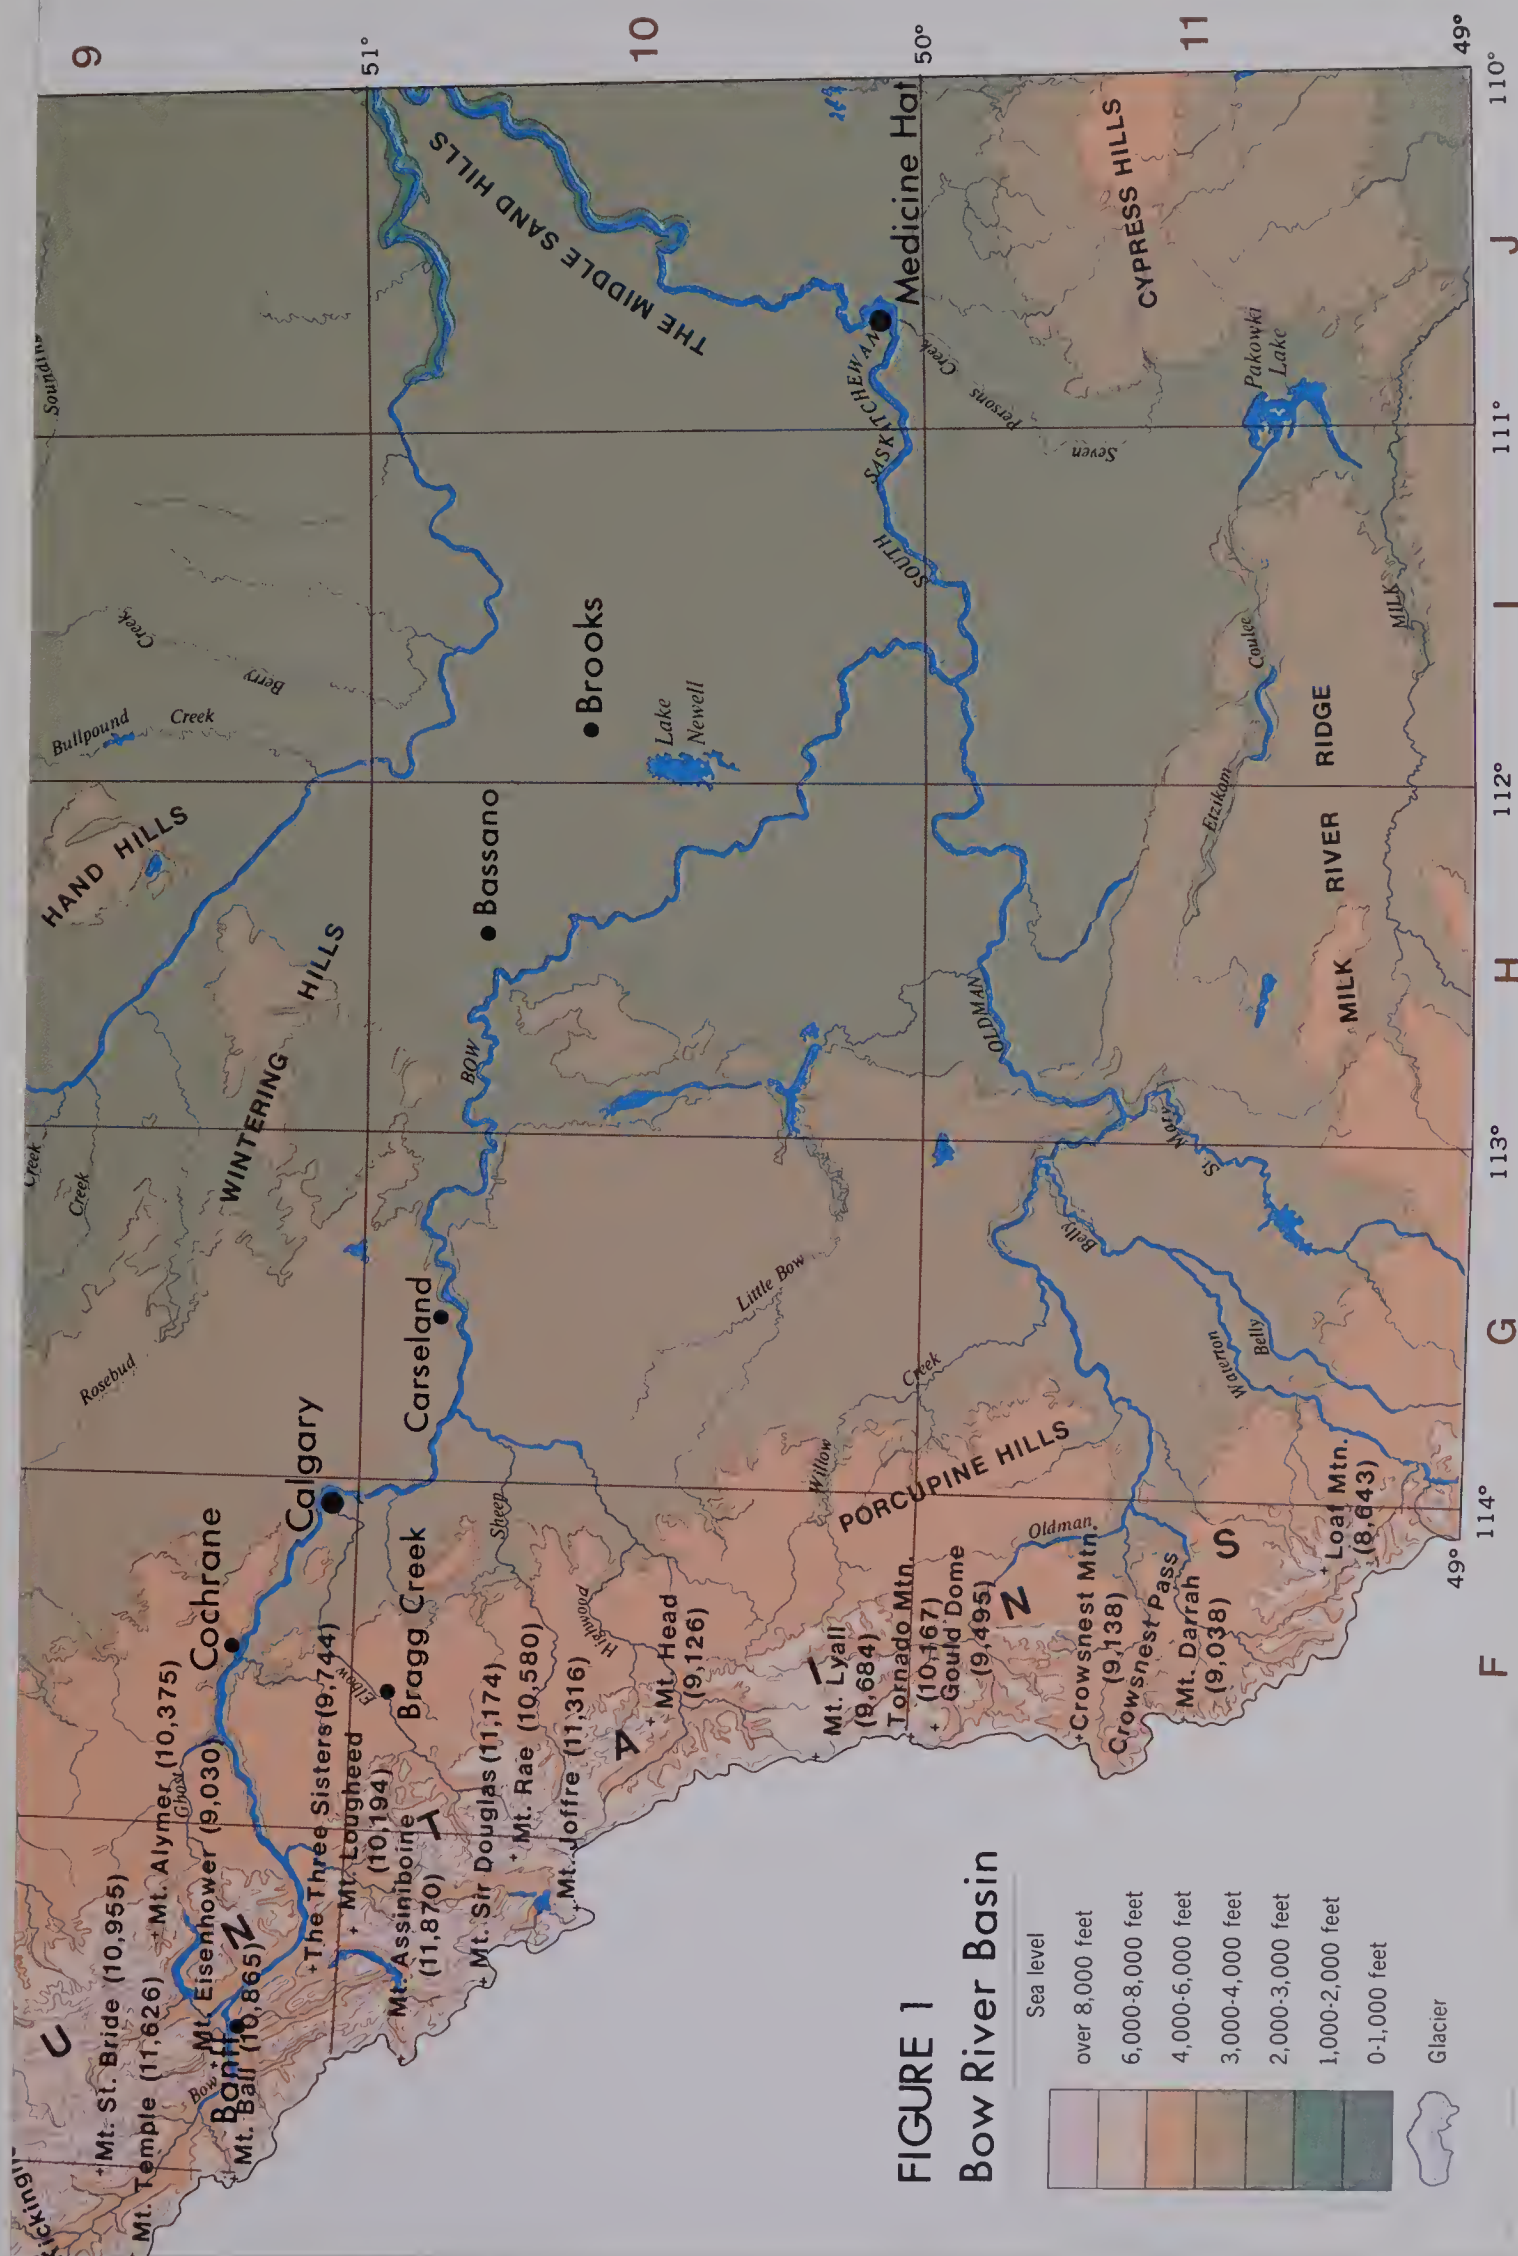 FIGURE 1
Bow River Basin
Sea level
over 8,000 feet
6,000-8,000 feet
4,000-6,000 feet
3,000-4,000 feet
2,000-3,000 feet
1,000-2,000 feet
0-1,000 feet
Glacier
U
Mt. St. Bride (10,955)
Mt. Temple (11,626)
Mt. Alymer (10,375)
Ghost
Mt. Eisenhower (9,030)
Bow
Banff
Mt. Ball (10,865)
N
The Three Sisters (9,744)
Mt. Lougheed
(10,194)
Mt. Assiniboine
(11,870)
T
Mt. Sir Douglas (11,174)
Mt. Rae (10,580)
Mt. Joffre (11,316)
A
Mt. Head
(9,126)
Mt. Lyall
(9,684)
Tornado Mtn.
(10,167)
Gould Dome
(9,495)
N
Crowsnest Mtn.
(9,138)
Crowsnest Pass
Mt. Darrah
(9,038)
S
Loaf Mtn.
(8,643)
Cochrane
Calgary
Bragg Creek
Elbow
Sheep
Highwood
Willow
Creek
PORCUPINE HILLS
Oldman
Carseland
Little Bow
Rosebud
Creek
Creek
WINTERING
HILLS
HAND HILLS
Bullpound
Creek
Berry
Creek
Sounding
BOW
Bassano
Brooks
Lake
Newell
THE MIDDLE SAND HILLS
Medicine Hat
SOUTH
SASKATCHEWAN
Seven
Persons
Creek
CYPRESS HILLS
Pakowki
Lake
OLDMAN
St. Mary
Belly
Waterton
Belly
Etzikom
Coulee
MILK
RIVER
RIDGE
MILK
9
51°
10
50°
11
49°
110°
J
111°
I
112°
H
113°
G
114°
49°
F